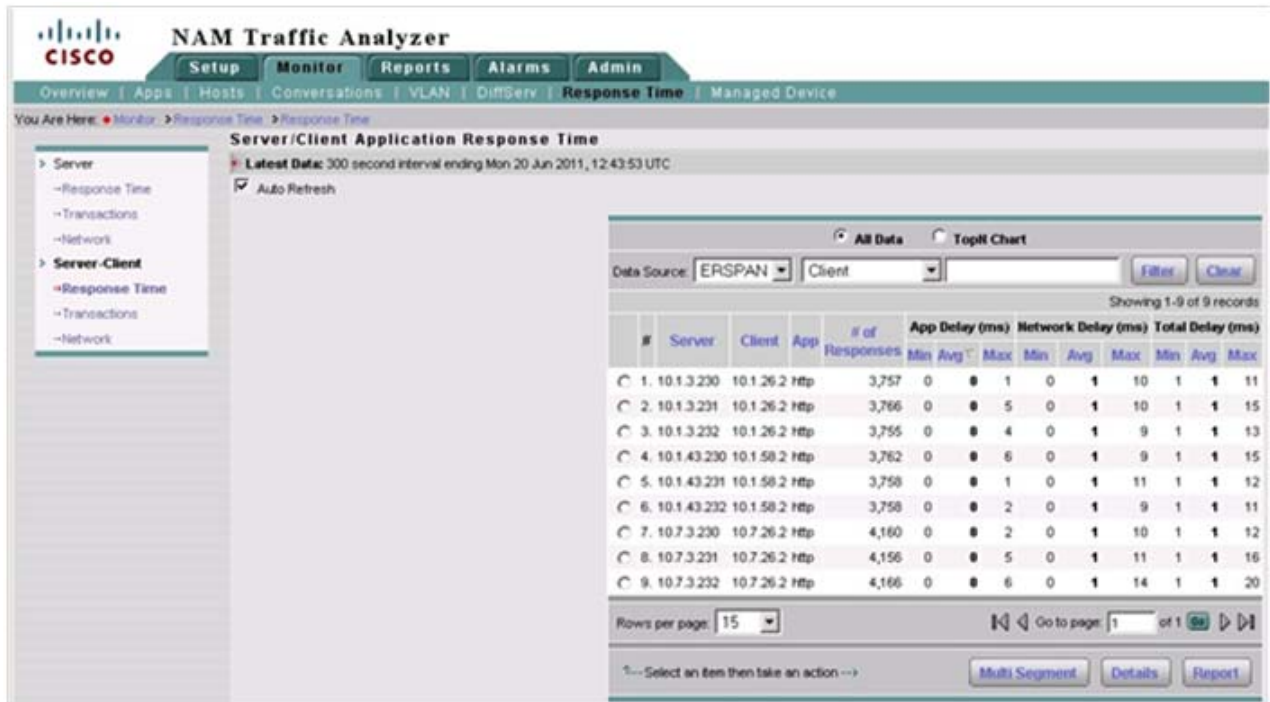 CISCO
NAM Traffic Analyzer
Setup Monitor Reports Alarms Admin
Overview | Apps | Hosts | Conversations | VLAN | DiffServ | Response Time | Managed Device
You Are Here: Monitor > Response Time > Response Time
Server/Client Application Response Time
Latest Data: 300 second interval ending Mon 20 Jun 2011, 12:43:53 UTC
Auto Refresh
> Server
Response Time
Transactions
Network
> Server-Client
Response Time
Transactions
Network
All Data TopN Chart
Data Source: ERSPAN Client Filter Clear
Showing 1-9 of 9 records
# Server Client App # of Responses App Delay (ms) Network Delay (ms) Total Delay (ms)
Min Avg Max Min Avg Max Min Avg Max
1. 10.1.3.230 10.1.26.2 http 3,757 0 0 1 0 1 10 1 1 11
2. 10.1.3.231 10.1.26.2 http 3,766 0 0 5 0 1 10 1 1 15
3. 10.1.3.232 10.1.26.2 http 3,755 0 0 4 0 1 9 1 1 13
4. 10.1.43.230 10.1.58.2 http 3,762 0 0 6 0 1 9 1 1 15
5. 10.1.43.231 10.1.58.2 http 3,758 0 0 1 0 1 11 1 1 12
6. 10.1.43.232 10.1.58.2 http 3,758 0 0 2 0 1 9 1 1 11
7. 10.7.3.230 10.7.26.2 http 4,160 0 0 2 0 1 10 1 1 12
8. 10.7.3.231 10.7.26.2 http 4,156 0 0 5 0 1 11 1 1 16
9. 10.7.3.232 10.7.26.2 http 4,166 0 0 6 0 1 14 1 1 20
Rows per page: 15 Go to page: 1 of 1 Go
Select an item then take an action --> Multi Segment Details Report